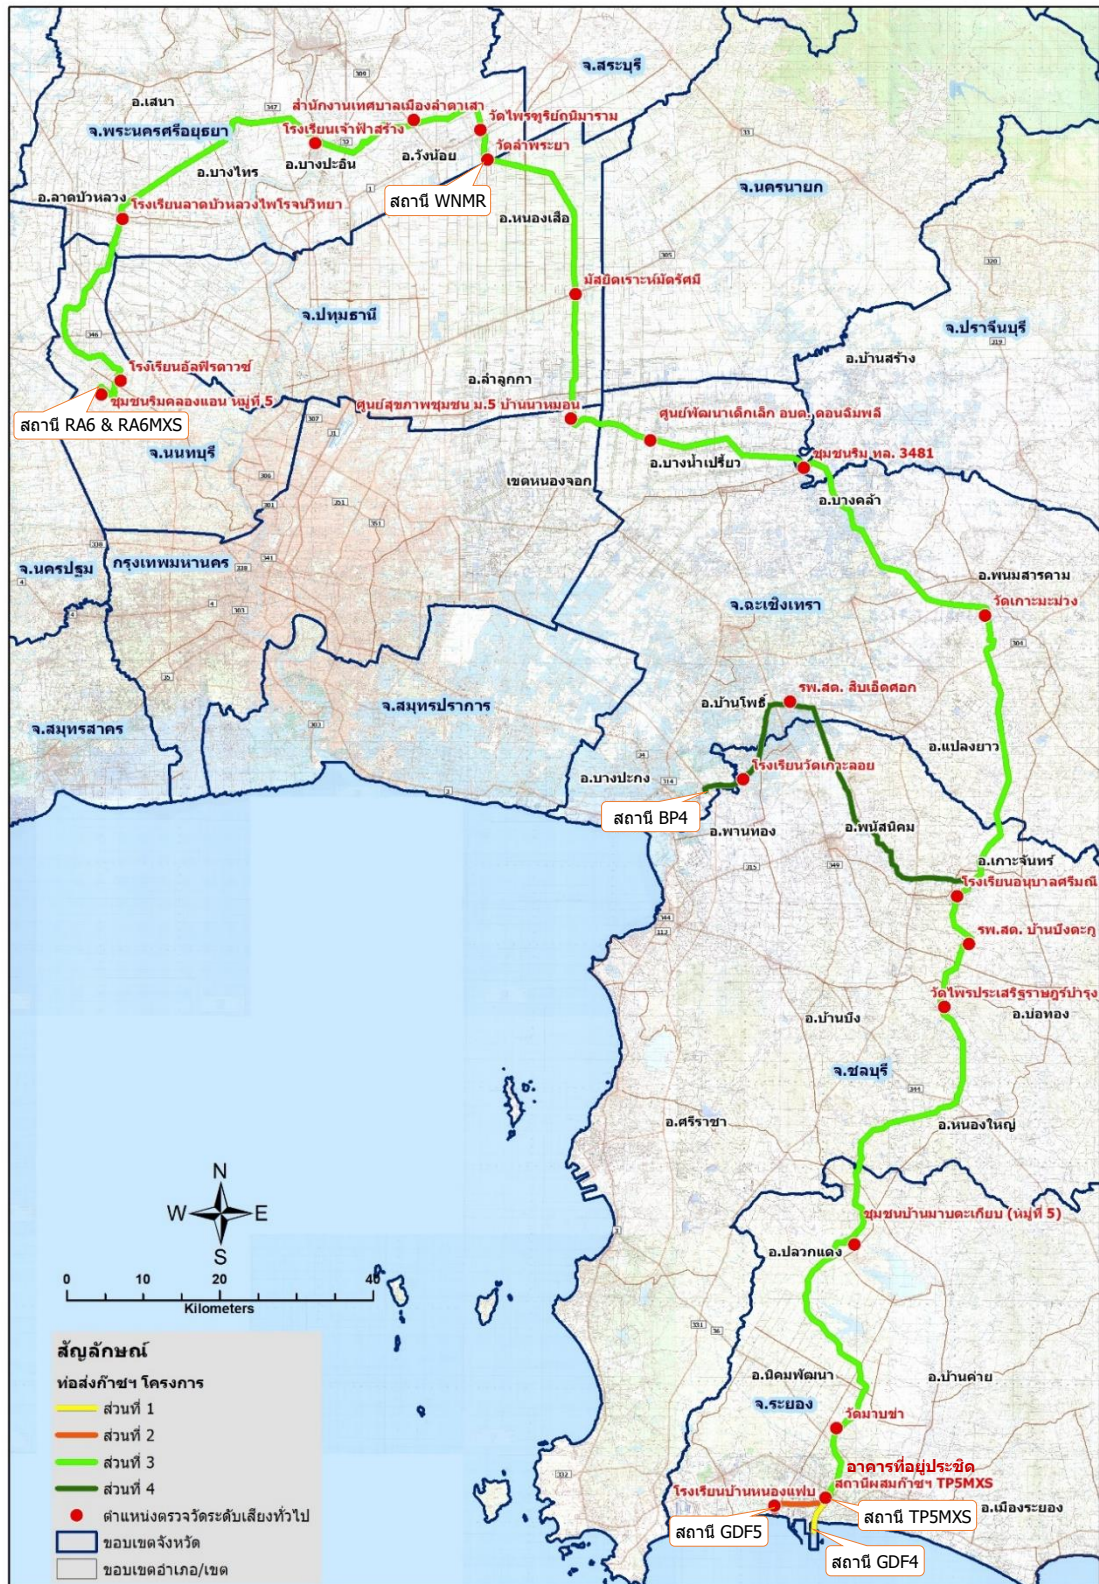 จ.สระบุรี
309
อ.เสนา
347
สำนักงานเทศบาลเมืองลำตาเสา
วัดไพรฑูริย์ถนิมาราม
จ.พระนครศรีอยุธยา
โรงเรียนเจ้าฟ้าสร้าง
32
33
วัดลำพระยา
อ.บางปะอิน
อ.วังน้อย
อ.บางไทร
สถานี WNMR
1
จ.นครนายก
อ.ลาดบัวหลวง
โรงเรียนลาดบัวหลวงไพโรจน์วิทยา
อ.หนองเสือ
305
320
มัสยิดเราะห์มัดรัศมี
จ.ปทุมธานี
จ.ปราจีนบุรี
346
319
อ.บ้านสร้าง
โรงเรียนอัลฟิรดาวซ์
อ.ลำลูกกา
ชุมชนริมคลองแอน หมู่ที่ 5
ศูนย์สุขภาพชุมชน ม.5 บ้านนาหมอน
ศูนย์พัฒนาเด็กเล็ก อบต. ดอนฉิมพลี
สถานี RA6 & RA6MXS
307
จ.นนทบุรี
อ.บางน้ำเปรี้ยว
ชุมชนริม ทล. 3481
306
เขตหนองจอก
อ.บางคล้า
301
351
351
338
จ.นครปฐม
กรุงเทพมหานคร
341
338
4
4
4
303
อ.พนมสารคาม
จ.ฉะเชิงเทรา
วัดเกาะมะม่วง
304
35
จ.สมุทรปราการ
รพ.สต. สิบเอ็ดศอก
อ.บ้านโพธิ์
จ.สมุทรสาคร
303
34
อ.แปลงยาว
อ.บางปะกง
314
โรงเรียนวัดเกาะลอย
3
สถานี BP4
อ.พานทอง
อ.พนัสนิคม
315
349
อ.เกาะจันทร์
โรงเรียนอนุบาลศรีมณี
344
รพ.สต. บ้านบึงตะกู
วัดไพรประเสริฐราษฎร์บำรุง
อ.บ้านบึง
อ.บ่อทอง
จ.ชลบุรี
344
อ.ศรีราชา
อ.หนองใหญ่
N
W
E
S
ชุมชนบ้านมาบตะเกียบ (หมู่ที่ 5)
3
อ.ปลวกแดง
0
10
20
40
Kilometers
331
36
สัญลักษณ์
ท่อส่งก๊าซฯ โครงการ
ส่วนที่ 1
ส่วนที่ 2
ส่วนที่ 3
ส่วนที่ 4
ตำแหน่งตรวจวัดระดับเสียงทั่วไป
ขอบเขตจังหวัด
ขอบเขตอำเภอ/เขต
อ.นิคมพัฒนา
อ.บ้านค่าย
จ.ระยอง
วัดมาบข่า
332
อาคารที่อยู่ประชิด
สถานีผสมก๊าซฯ TP5MXS
โรงเรียนบ้านหนองแฟบ
อ.เมืองระยอง
สถานี TP5MXS
สถานี GDF5
สถานี GDF4